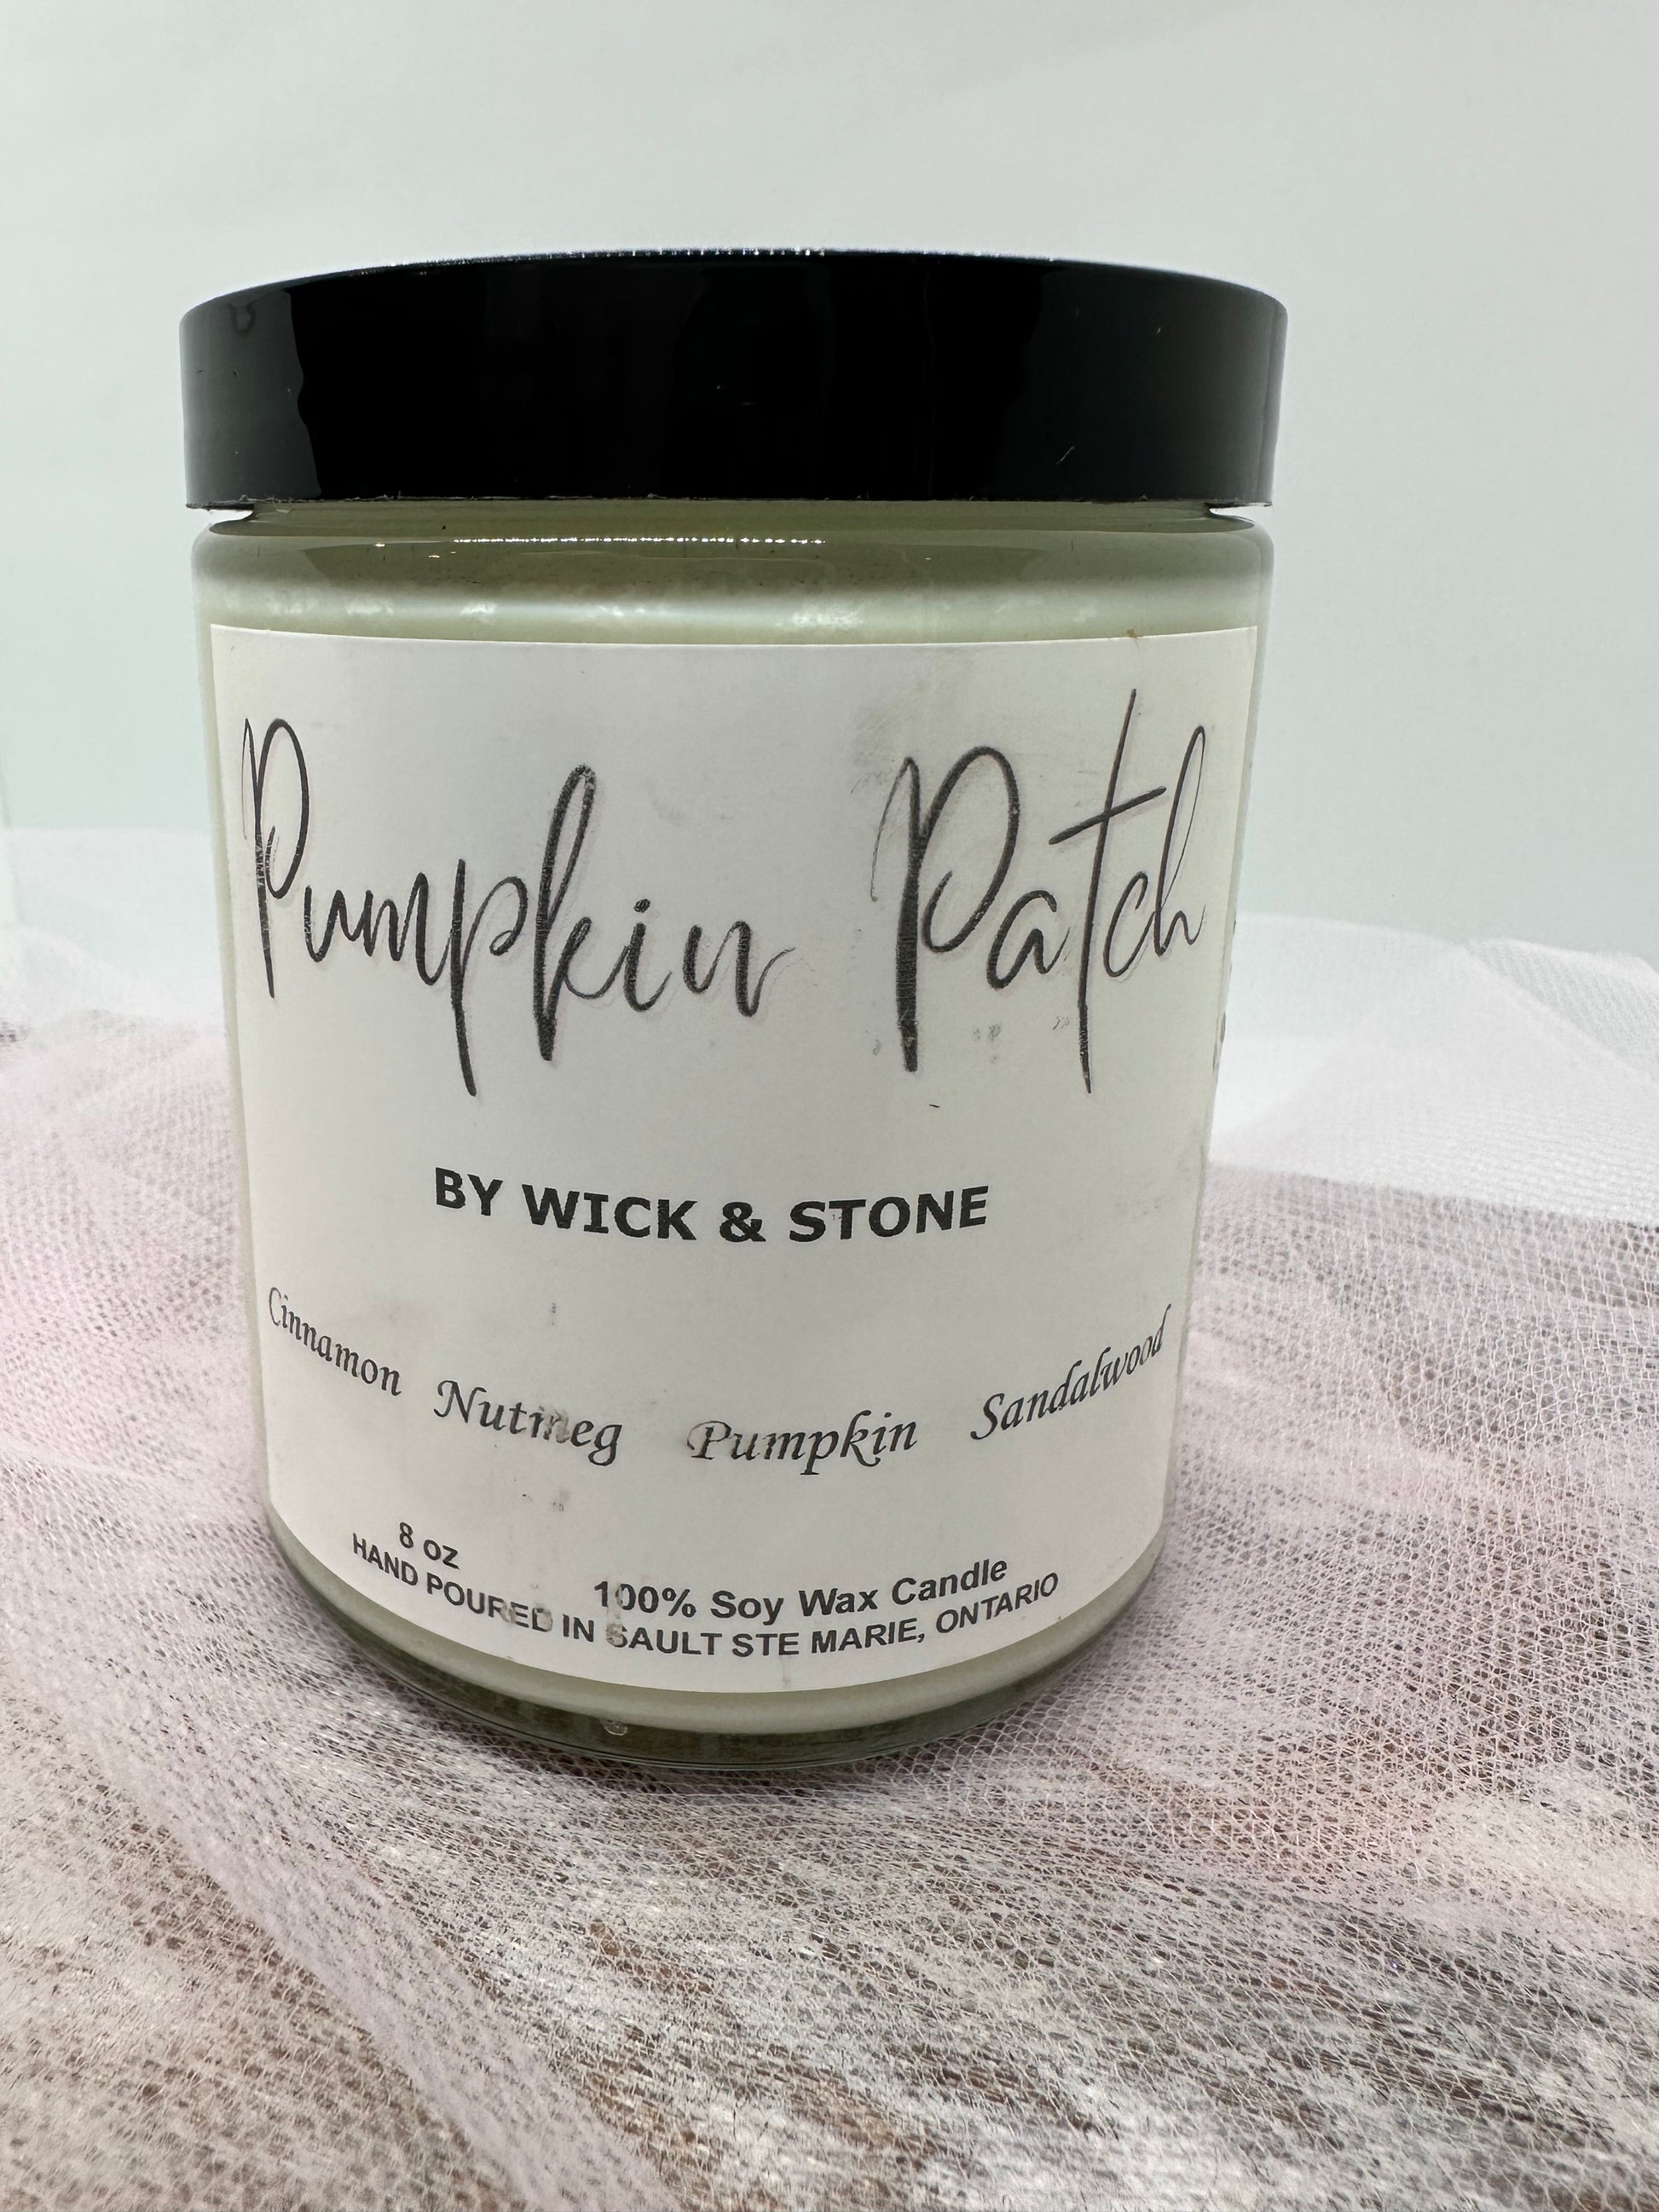 Pumpkin Patch
BY WICK & STONE
Cinnamon Nutmeg Pumpkin Sandalwood
8 oz 100% Soy Wax Candle
HAND POURED IN SAULT STE MARIE, ONTARIO